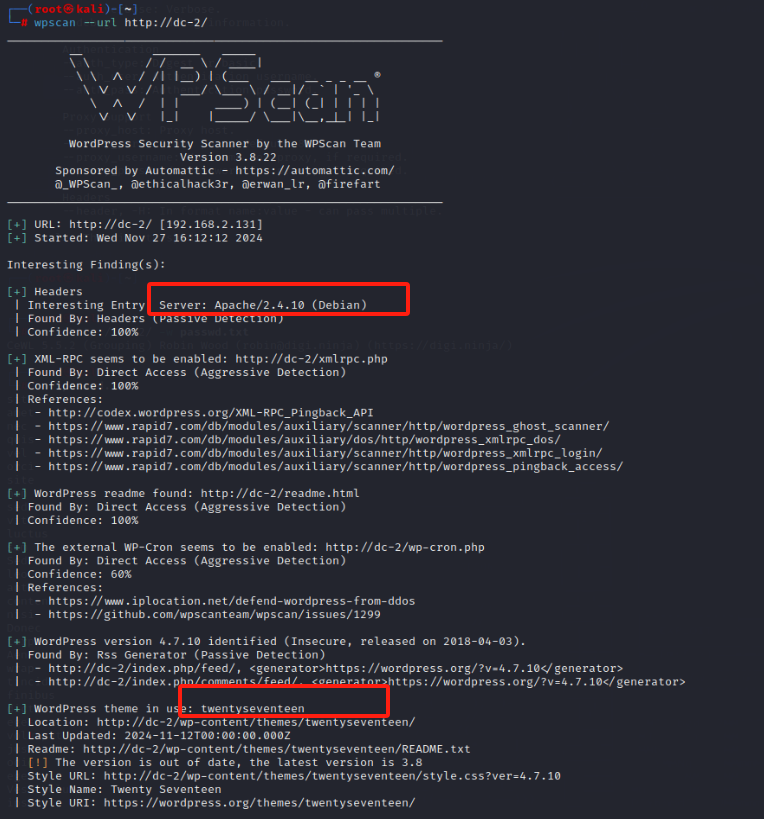 (root㉿kali)-[~]
# wpscan --url http://dc-2/
WPScan ®
WordPress Security Scanner by the WPScan Team
Version 3.8.22
Sponsored by Automattic - https://automattic.com/
@_WPScan_, @ethicalhack3r, @erwan_lr, @firefart
[+] URL: http://dc-2/ [192.168.2.131]
[+] Started: Wed Nov 27 16:12:12 2024
Interesting Finding(s):
[+] Headers
| Interesting Entry: Server: Apache/2.4.10 (Debian)
| Found By: Headers (Passive Detection)
| Confidence: 100%
[+] XML-RPC seems to be enabled: http://dc-2/xmlrpc.php
| Found By: Direct Access (Aggressive Detection)
| Confidence: 100%
| References:
| - http://codex.wordpress.org/XML-RPC_Pingback_API
| - https://www.rapid7.com/db/modules/auxiliary/scanner/http/wordpress_ghost_scanner/
| - https://www.rapid7.com/db/modules/auxiliary/dos/http/wordpress_xmlrpc_dos/
| - https://www.rapid7.com/db/modules/auxiliary/scanner/http/wordpress_xmlrpc_login/
| - https://www.rapid7.com/db/modules/auxiliary/scanner/http/wordpress_pingback_access/
[+] WordPress readme found: http://dc-2/readme.html
| Found By: Direct Access (Aggressive Detection)
| Confidence: 100%
[+] The external WP-Cron seems to be enabled: http://dc-2/wp-cron.php
| Found By: Direct Access (Aggressive Detection)
| Confidence: 60%
| References:
| - https://www.iplocation.net/defend-wordpress-from-ddos
| - https://github.com/wpscanteam/wpscan/issues/1299
[+] WordPress version 4.7.10 identified (Insecure, released on 2018-04-03).
| Found By: Rss Generator (Passive Detection)
| - http://dc-2/index.php/feed/, <generator>https://wordpress.org/?v=4.7.10</generator>
| - http://dc-2/index.php/comments/feed/, <generator>https://wordpress.org/?v=4.7.10</generator>
[+] WordPress theme in use: twentyseventeen
| Location: http://dc-2/wp-content/themes/twentyseventeen/
| Last Updated: 2024-11-12T00:00:00.000Z
| Readme: http://dc-2/wp-content/themes/twentyseventeen/README.txt
| [!] The version is out of date, the latest version is 3.8
| Style URL: http://dc-2/wp-content/themes/twentyseventeen/style.css?ver=4.7.10
| Style Name: Twenty Seventeen
| Style URI: https://wordpress.org/themes/twentyseventeen/